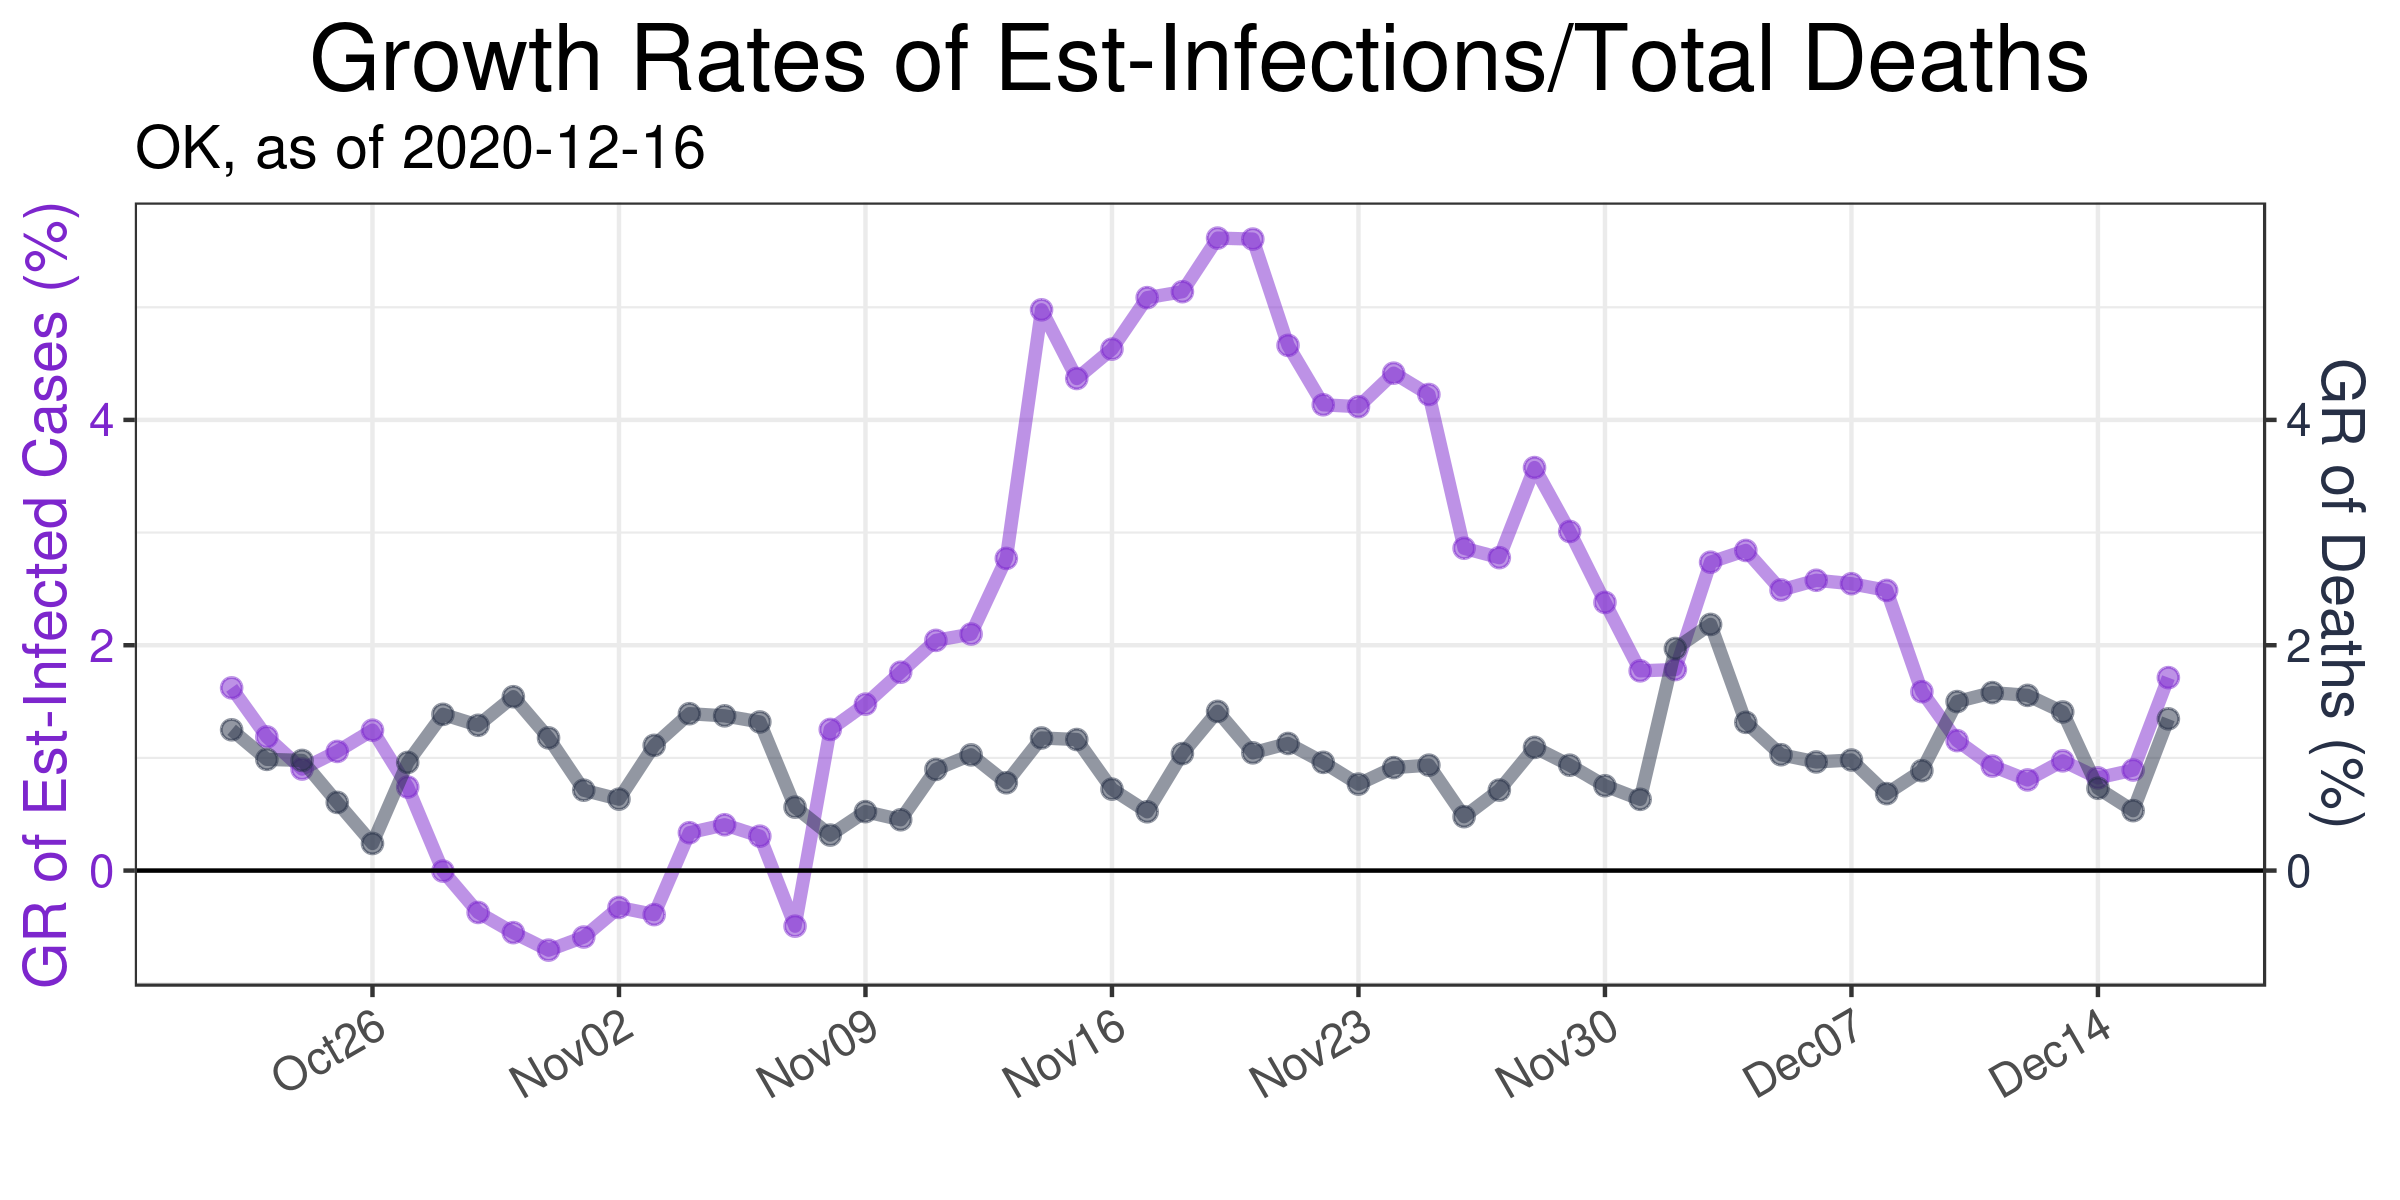 Growth Rates of Est-Infections/Total Deaths
OK, as of 2020-12-16
GR of Est-Infected Cases (%)
4
2
0
4
2
0
GR of Deaths (%)
Oct26
Nov02
Nov09
Nov16
Nov23
Nov30
Dec07
Dec14